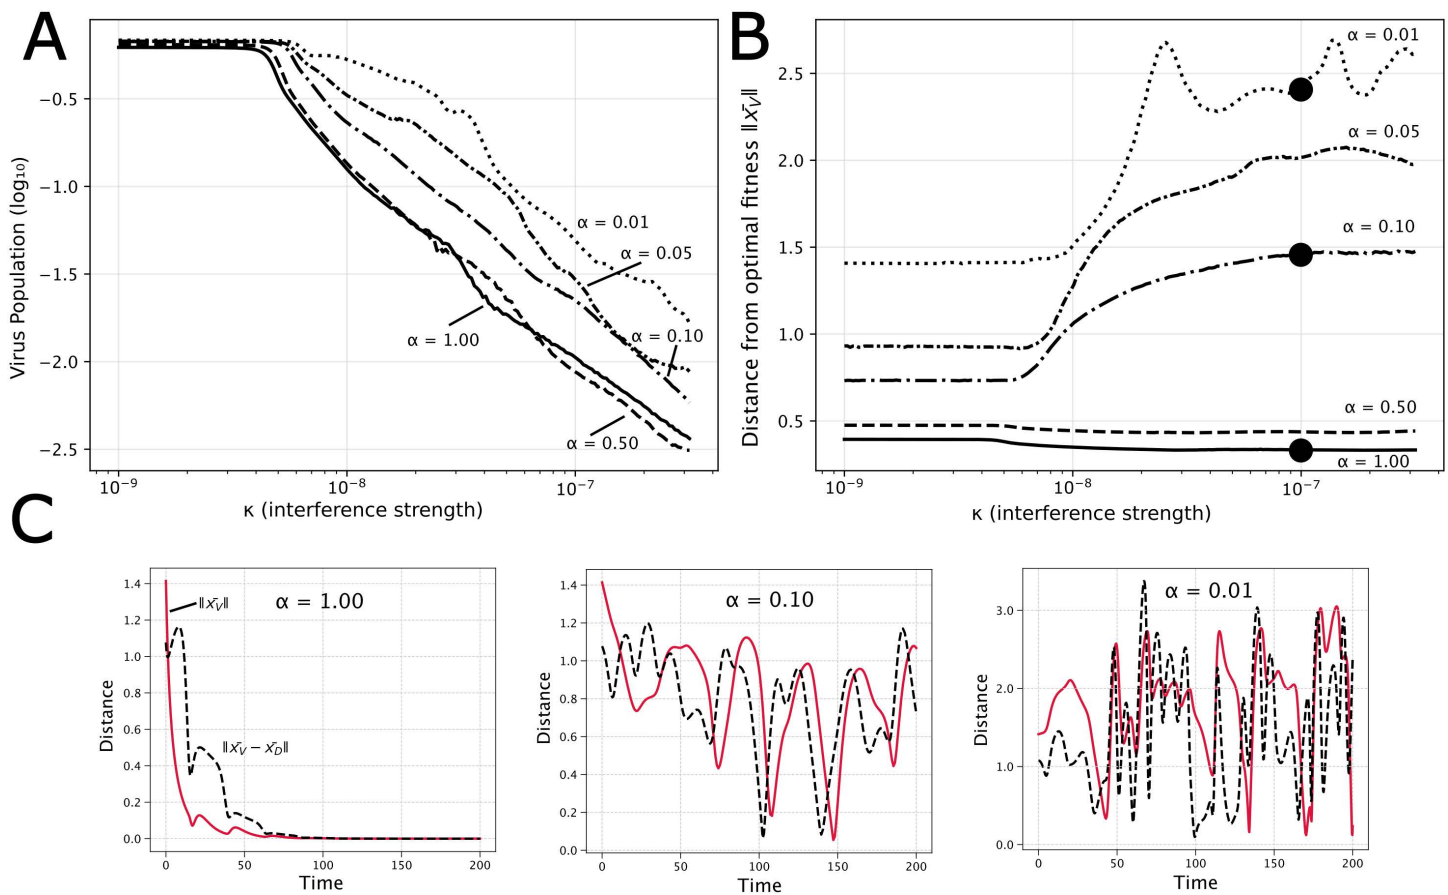 A
Virus Population (log₁₀)
−0.5
−1.0
−1.5
−2.0
−2.5
α = 0.01
α = 0.05
α = 0.10
α = 1.00
α = 0.50
10⁻⁹
10⁻⁸
10⁻⁷
κ (interference strength)
B
Distance from optimal fitness ‖x̄_V‖
2.5
2.0
1.5
1.0
0.5
α = 0.01
α = 0.05
α = 0.10
α = 0.50
α = 1.00
10⁻⁹
10⁻⁸
10⁻⁷
κ (interference strength)
C
Distance
1.4
1.2
1.0
0.8
0.6
0.4
0.2
0.0
α = 1.00
‖x̄_V‖
‖x̄_V − x̄_D‖
0
50
100
150
200
Time
Distance
1.4
1.2
1.0
0.8
0.6
0.4
0.2
0.0
α = 0.10
0
50
100
150
200
Time
Distance
3.0
2.0
1.0
0.0
α = 0.01
0
50
100
150
200
Time